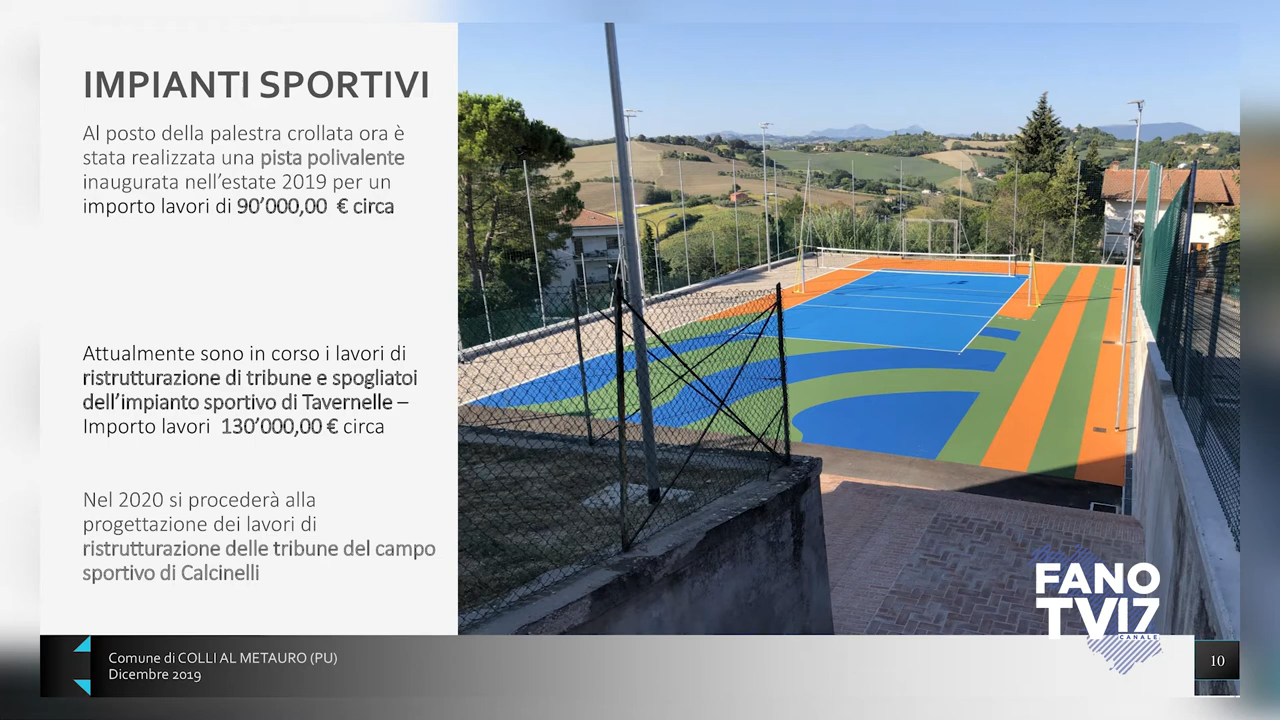 IMPIANTI SPORTIVI
Al posto della palestra crollata ora è
stata realizzata una pista polivalente
inaugurata nell'estate 2019 per un
importo lavori di 90'000,00 € circa
Attualmente sono in corso i lavori di
ristrutturazione di tribune e spogliatoi
dell'impianto sportivo di Tavernelle –
Importo lavori 130'000,00 € circa
Nel 2020 si procederà alla
progettazione dei lavori di
ristrutturazione delle tribune del campo
sportivo di Calcinelli
FANO
TV17
CANALE
Comune di COLLI AL METAURO (PU)
Dicembre 2019
10